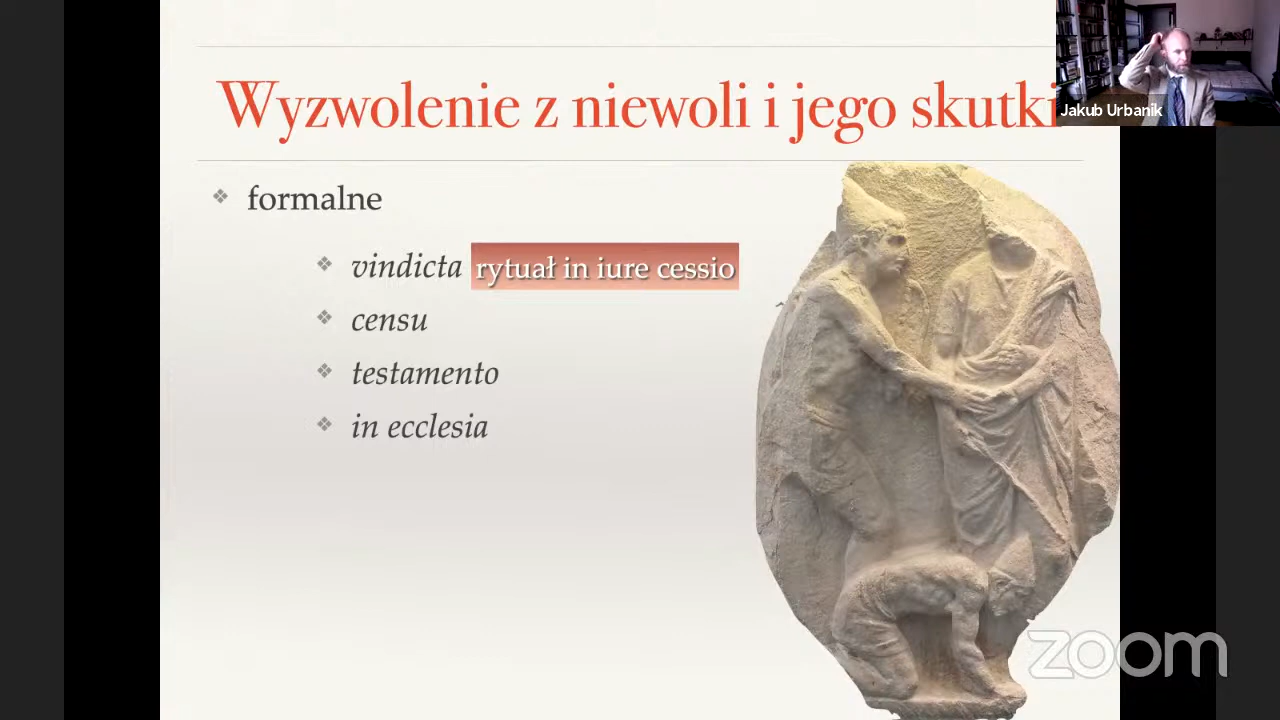 Wyzwolenie z niewoli i jego skutki
Jakub Urbanik
formalne
vindicta rytuał in iure cessio
censu
testamento
in ecclesia
zoom